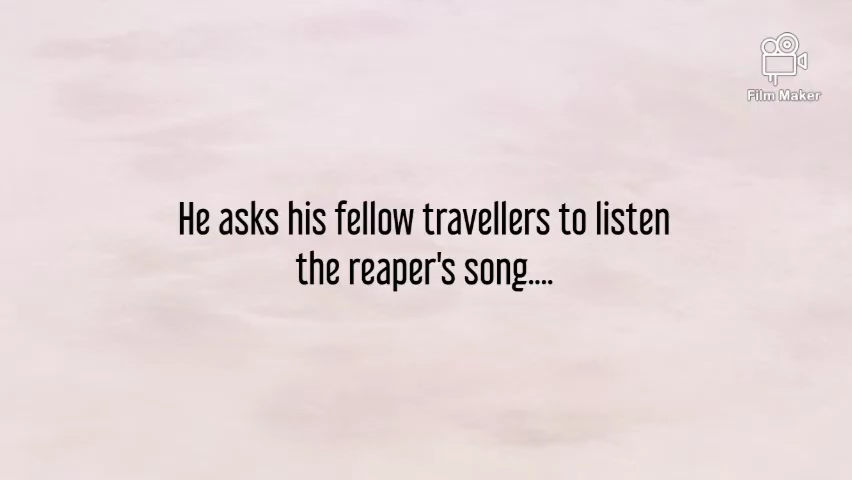 Film Maker
He asks his fellow travellers to listen
the reaper's song....